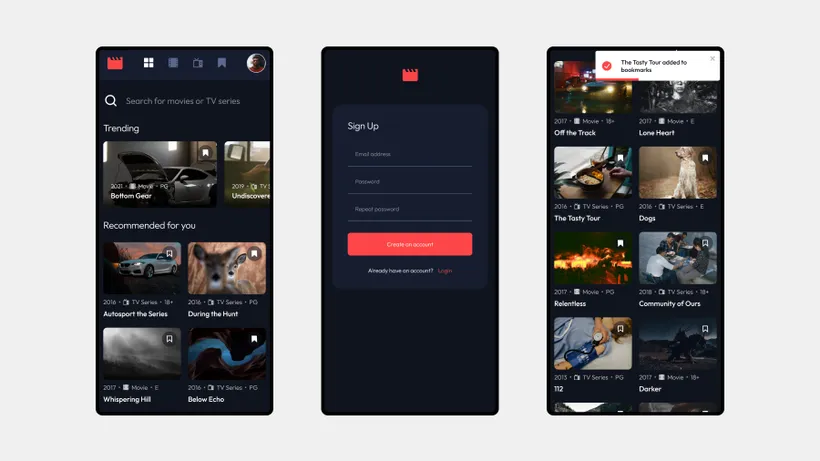 Search for movies or TV series
Trending
2021 • Movie • PG
Bottom Gear
2019 • TV S
Undiscovere
Recommended for you
2016 • TV Series • 18+
Autosport the Series
2016 • TV Series • PG
During the Hunt
2017 • Movie • E
Whispering Hill
2016 • TV Series • PG
Below Echo
Sign Up
Email address
Password
Repeat password
Create an account
Already have an account? Login
The Tasty Tour added to
bookmarks
2017 • Movie • 18+
Off the Track
2017 • Movie • E
Lone Heart
2016 • TV Series • PG
The Tasty Tour
2016 • TV Series • E
Dogs
2017 • Movie • PG
Relentless
2018 • TV Series • 18+
Community of Ours
2013 • TV Series • PG
112
2017 • Movie • 18+
Darker